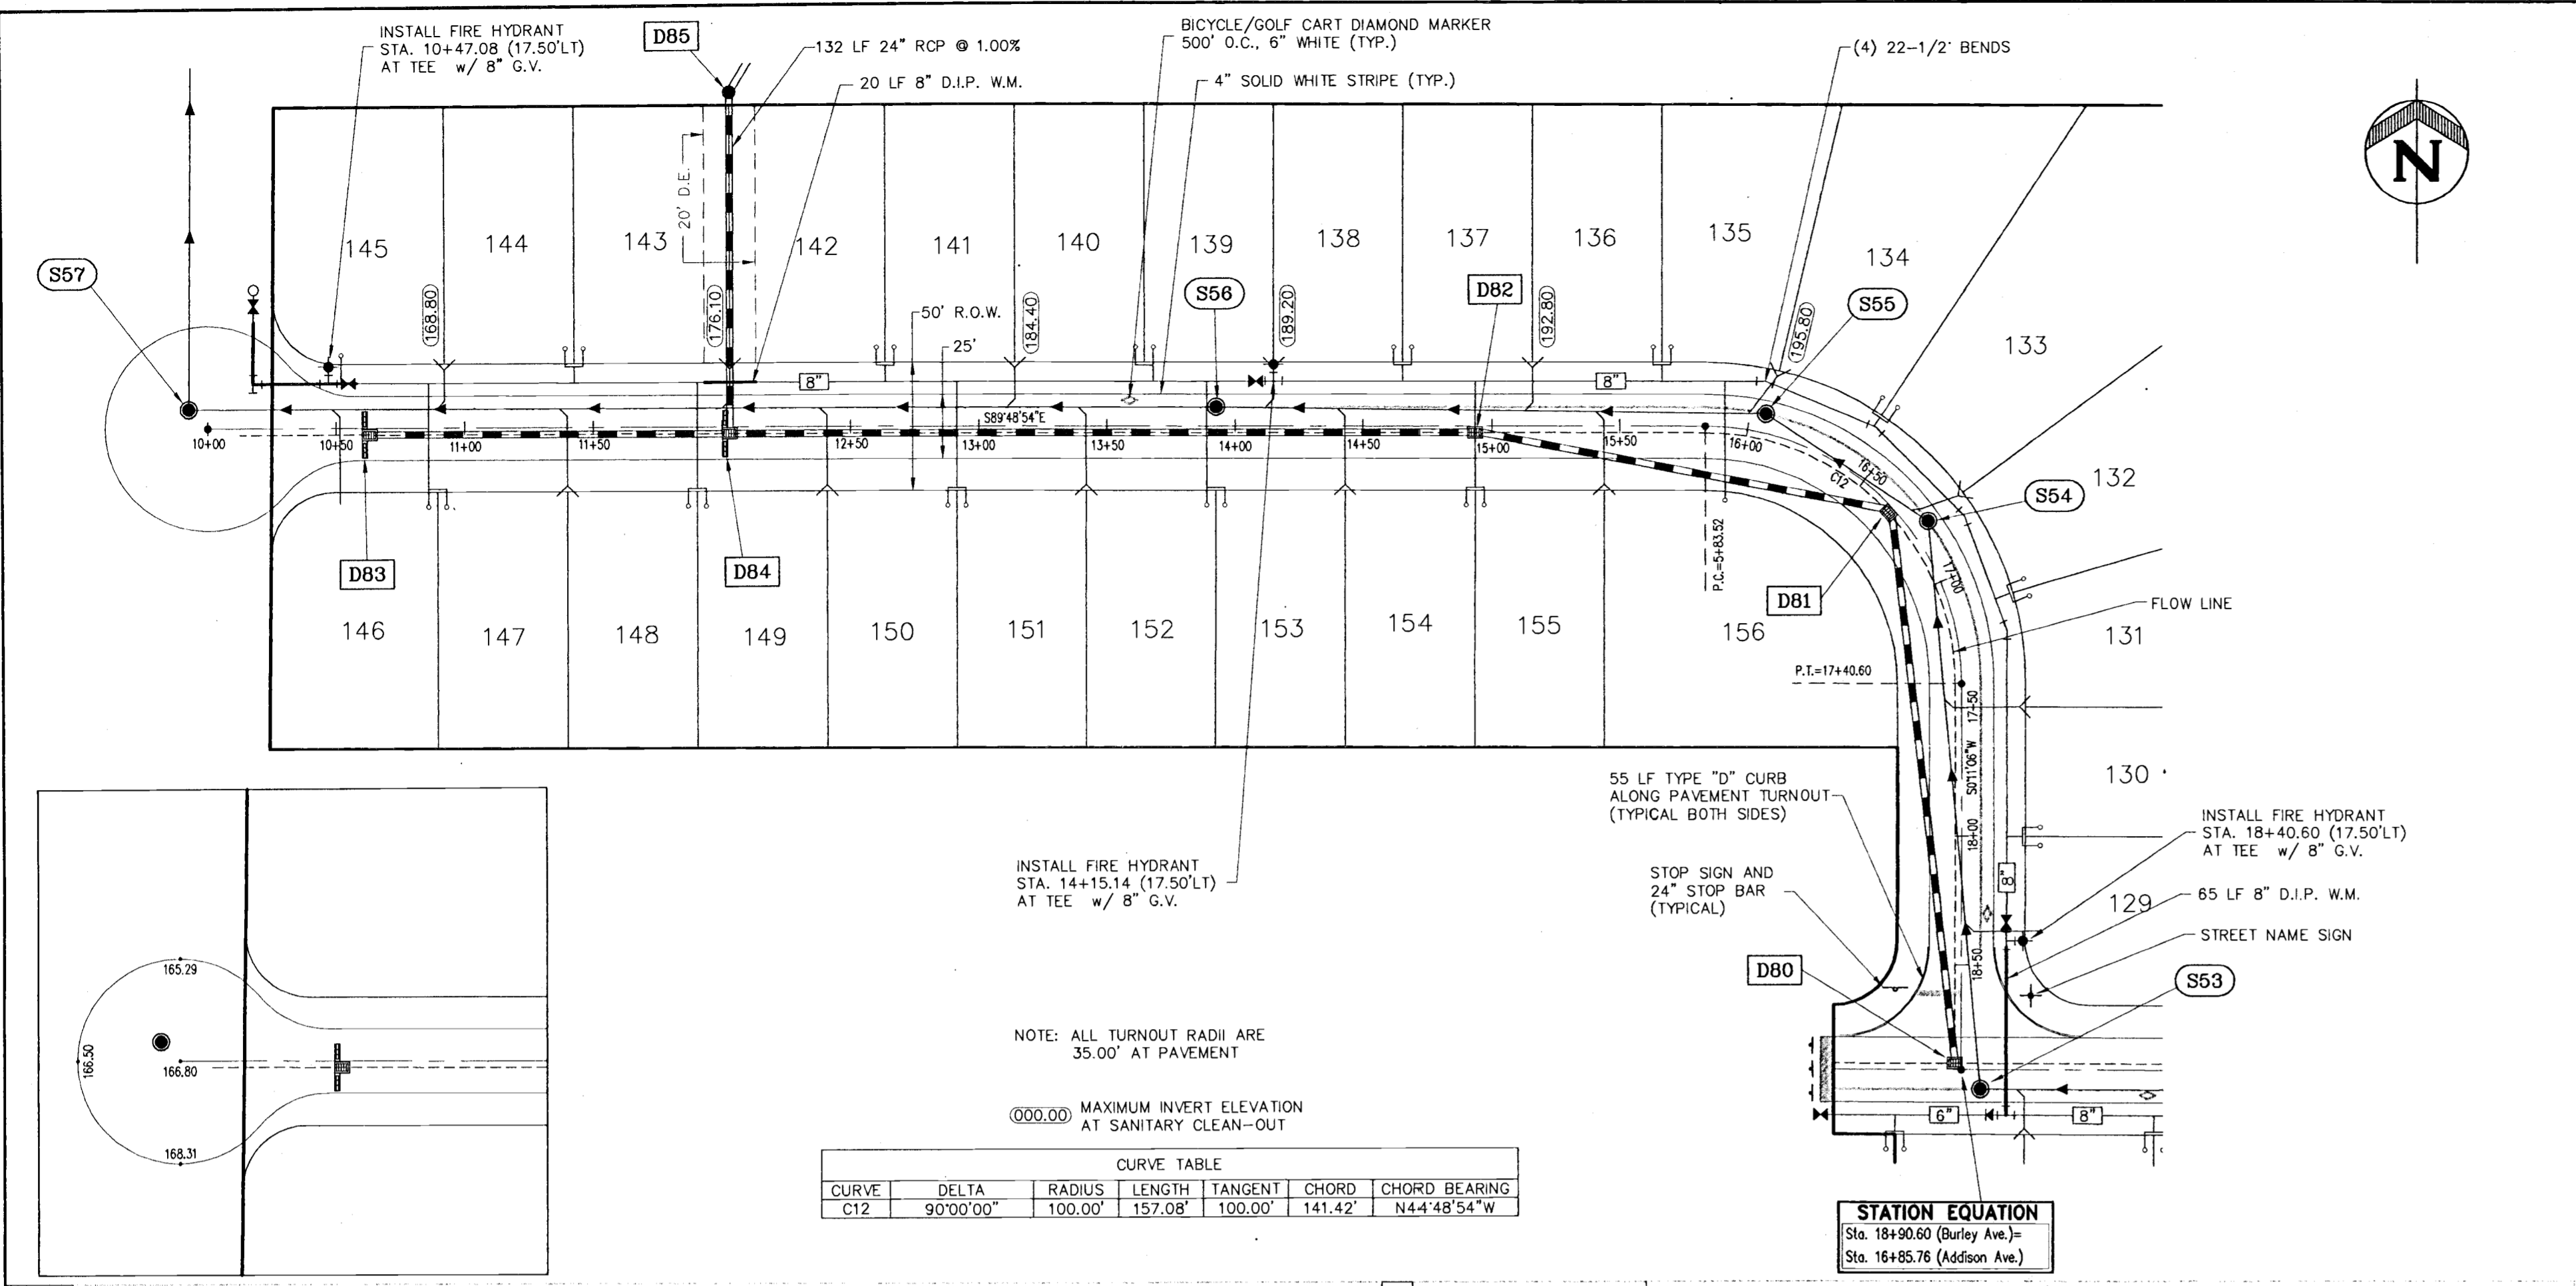 INSTALL FIRE HYDRANT
STA. 10+47.08 (17.50'LT)
AT TEE w/ 8" G.V.
D85
132 LF 24" RCP @ 1.00%
20 LF 8" D.I.P. W.M.
BICYCLE/GOLF CART DIAMOND MARKER
500' O.C., 6" WHITE (TYP.)
4" SOLID WHITE STRIPE (TYP.)
(4) 22-1/2° BENDS
N
20' D.E.
145
144
143
142
141
140
139
138
137
136
135
134
133
132
131
130
129
S57
168.80
176.10
184.40
S56
189.20
D82
192.80
195.80
S55
50' R.O.W.
25'
8"
8"
S89°48'54"E
10+00
10+50
11+00
11+50
12+50
13+00
13+50
14+00
14+50
15+00
15+50
16+00
16+50
C12
17+00
S54
D83
D84
D81
P.C.=5+83.52
FLOW LINE
146
147
148
149
150
151
152
153
154
155
156
P.T.=17+40.60
17+50
S0°11'06"W
18+00
18+50
8"
55 LF TYPE "D" CURB
ALONG PAVEMENT TURNOUT
(TYPICAL BOTH SIDES)
INSTALL FIRE HYDRANT
STA. 18+40.60 (17.50'LT)
AT TEE w/ 8" G.V.
INSTALL FIRE HYDRANT
STA. 14+15.14 (17.50'LT)
AT TEE w/ 8" G.V.
STOP SIGN AND
24" STOP BAR
(TYPICAL)
65 LF 8" D.I.P. W.M.
STREET NAME SIGN
D80
S53
6"
8"
165.29
166.50
166.80
168.31
NOTE: ALL TURNOUT RADII ARE
35.00' AT PAVEMENT
000.00 MAXIMUM INVERT ELEVATION
AT SANITARY CLEAN-OUT
CURVE TABLE
CURVE DELTA RADIUS LENGTH TANGENT CHORD CHORD BEARING
C12 90°00'00" 100.00' 157.08' 100.00' 141.42' N44°48'54"W
STATION EQUATION
Sta. 18+90.60 (Burley Ave.)=
Sta. 16+85.76 (Addison Ave.)